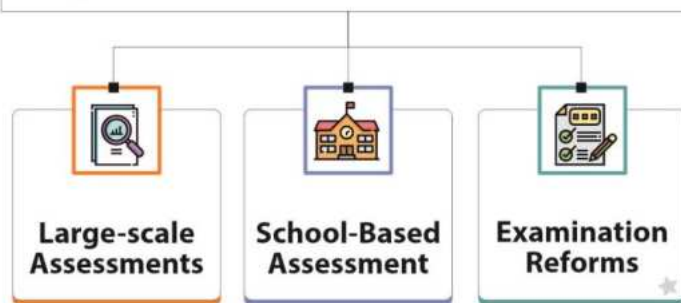 Large-scale
Assessments
School-Based
Assessment
Examination
Reforms